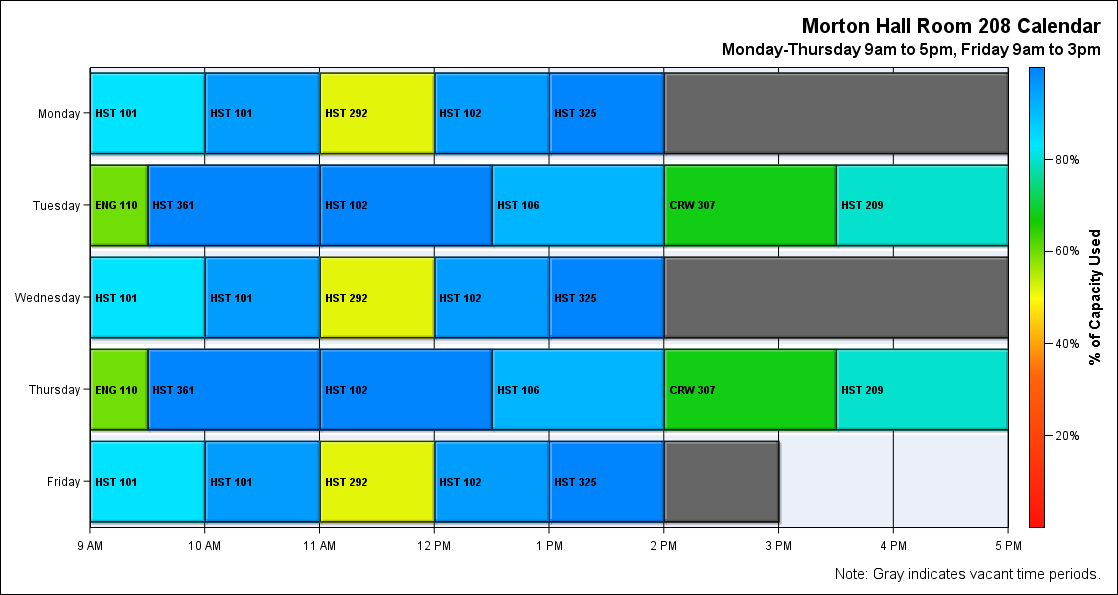 Morton Hall Room 208 Calendar
Monday-Thursday 9am to 5pm, Friday 9am to 3pm
Monday
HST 101
HST 101
HST 292
HST 102
HST 325
Tuesday
ENG 110
HST 361
HST 102
HST 106
CRW 307
HST 209
Wednesday
HST 101
HST 101
HST 292
HST 102
HST 325
Thursday
ENG 110
HST 361
HST 102
HST 106
CRW 307
HST 209
Friday
HST 101
HST 101
HST 292
HST 102
HST 325
9 AM
10 AM
11 AM
12 PM
1 PM
2 PM
3 PM
4 PM
5 PM
80%
60%
40%
20%
% of Capacity Used
Note: Gray indicates vacant time periods.